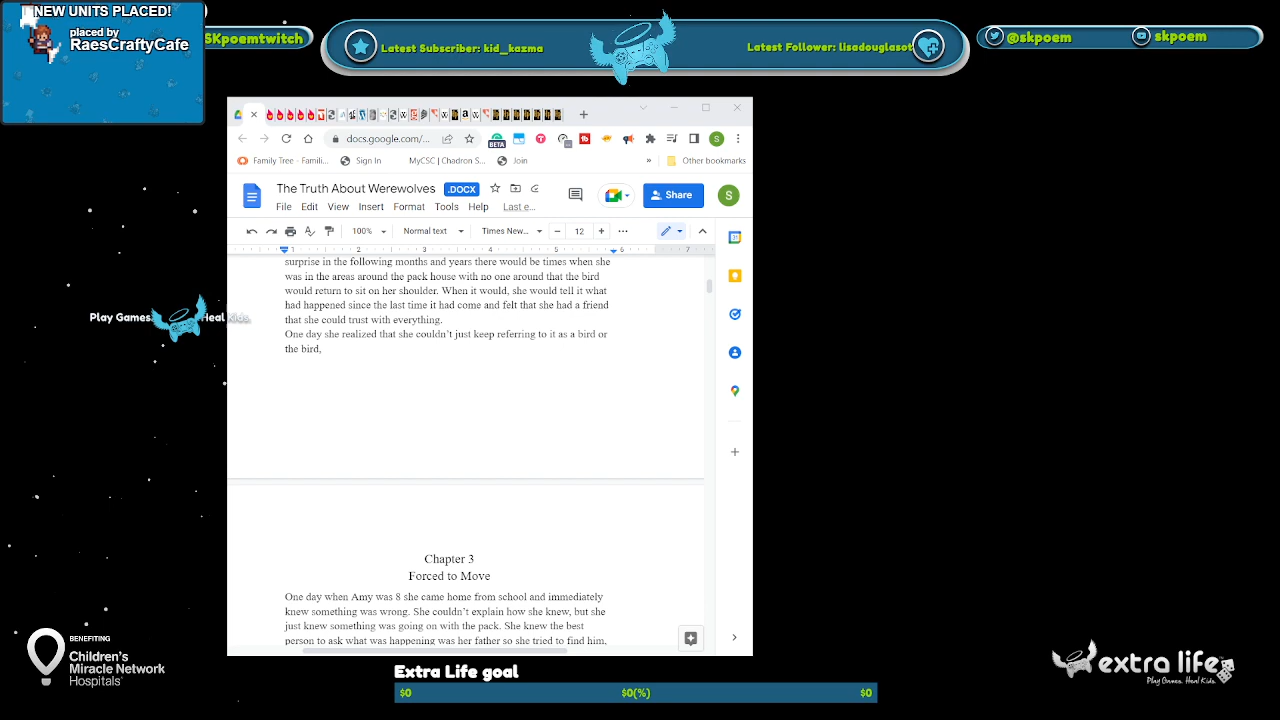 NEW UNITS PLACED!
placed by
RaesCraftyCafe
SKpoemtwitch
Latest Subscriber: kid_kazma
Latest Follower: lisadouglasot
@skpoem
skpoem
docs.google.com/...
BETA
Family Tree - Famili...
Sign In
MyCSC | Chadron S...
Join
»
Other bookmarks
The Truth About Werewolves
.DOCX
Share
S
File Edit View Insert Format Tools Help Last e...
100%
Normal text
Times New...
12
1 2 3 4 5 6 7
surprise in the following months and years there would be times when she
was in the areas around the pack house with no one around that the bird
would return to sit on her shoulder. When it would, she would tell it what
had happened since the last time it had come and felt that she had a friend
that she could trust with everything.
One day she realized that she couldn't just keep referring to it as a bird or
the bird,
Play Games. Heal Kids.
Chapter 3
Forced to Move
One day when Amy was 8 she came home from school and immediately
knew something was wrong. She couldn't explain how she knew, but she
just knew something was going on with the pack. She knew the best
person to ask what was happening was her father so she tried to find him,
BENEFITING
Children's
Miracle Network
Hospitals
extra life
Play Games. Heal Kids.
Extra Life goal
$0
$0(%)
$0